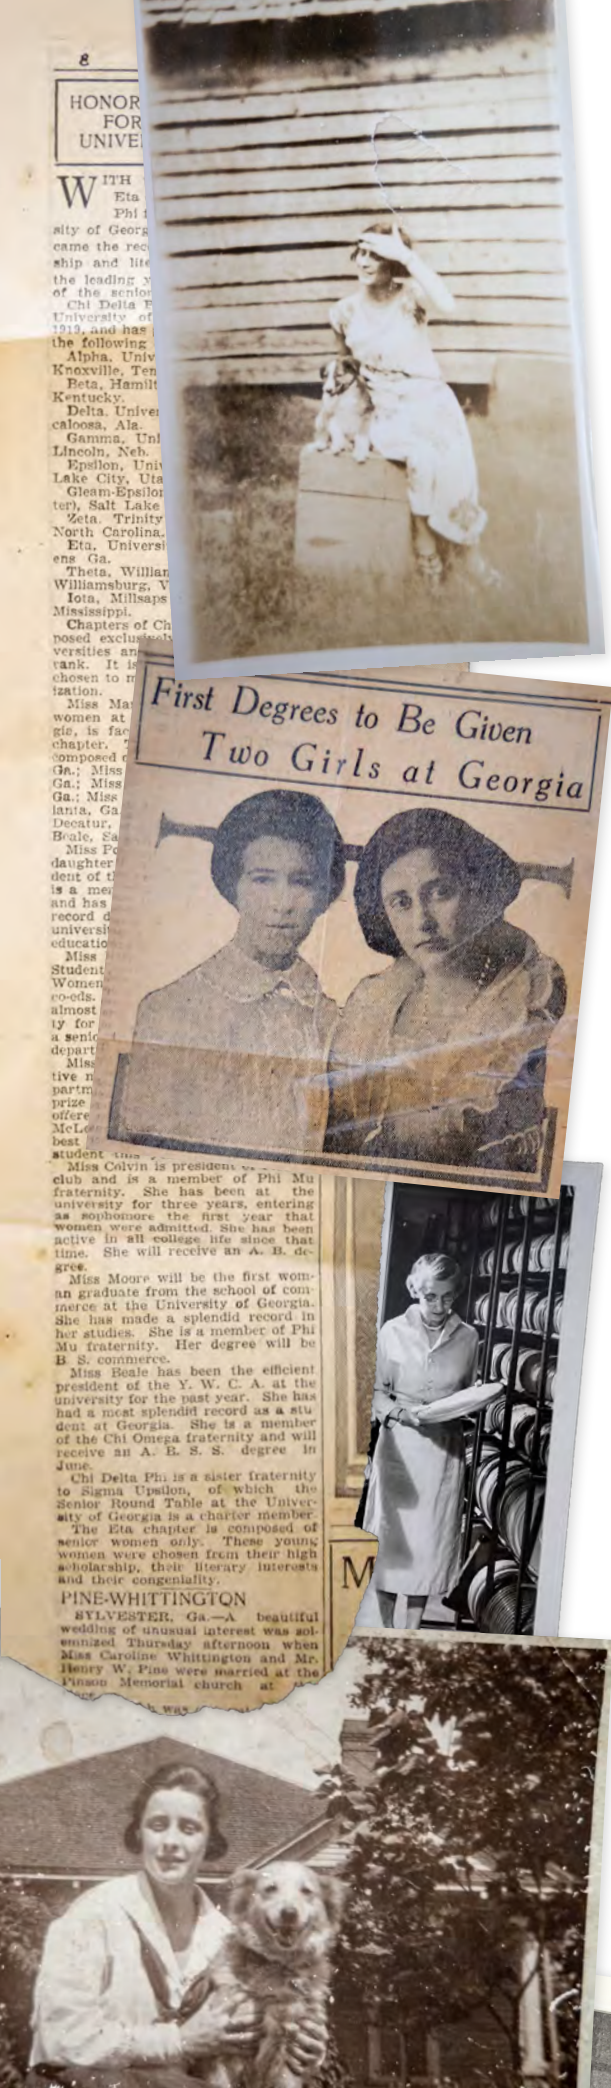 8
HONOR
FOR
UNIVE
WITH
Eta
Phi
sity of Georg
came the rec
ship and lite
the leading y
of the senior
Chi Delta P
University of
1919, and has
the following
Alpha, Univ
Knoxville, Ten
Beta, Hamilt
Kentucky.
Delta, Univer
caloosa, Ala.
Gamma, Uni
Lincoln, Neb.
Epsilon, Univ
Lake City, Uta
Gleam-Epsilon
ter), Salt Lake
Zeta, Trinity
North Carolina.
Eta, Universi
ens Ga.
Theta, William
Williamsburg, V
Iota, Millsaps
Mississippi.
Chapters of Ch
posed exclusively
versities an
rank. It is
chosen to m
ization.
Miss Mar
women at
gia, is fac
chapter.
composed o
Ga.; Miss
Ga.; Miss
Ga.; Miss
lanta, Ga
Decatur,
Beale, Sa
Miss Po
daughter
dent of t
is a mem
and has
record d
universit
educatio
Miss
Student
Women
co-eds.
almost
ty for
a senio
depart
Miss
tive n
partm
prize
offere
McLe
best
student this
Miss Colvin is president
club and is a member of Phi Mu
fraternity. She has been at the
university for three years, entering
as sophomore the first year that
women were admitted. She has been
active in all college life since that
time. She will receive an A. B. de-
gree.
Miss Moore will be the first wom-
an graduate from the school of com-
merce at the University of Georgia.
She has made a splendid record in
her studies. She is a member of Phi
Mu fraternity. Her degree will be
B. S. commerce.
Miss Beale has been the efficient
president of the Y. W. C. A. at the
university for the past year. She has
had a most splendid record as a stu
dent at Georgia. She is a member
of the Chi Omega fraternity and will
receive an A. B. S. S. degree in
June.
Chi Delta Phi is a sister fraternity
to Sigma Upsilon, of which the
Senior Round Table at the Univer-
sity of Georgia is a charter member.
The Eta chapter is composed of
senior women only. These young
women were chosen from their high
scholarship, their literary interests
and their congeniality.
PINE-WHITTINGTON
SYLVESTER, Ga.—A beautiful
wedding of unusual interest was sol-
emnized Thursday afternoon when
Miss Caroline Whittington and Mr.
Henry W. Pine were married at the
Pinson Memorial church at
was
First Degrees to Be Given
Two Girls at Georgia
M